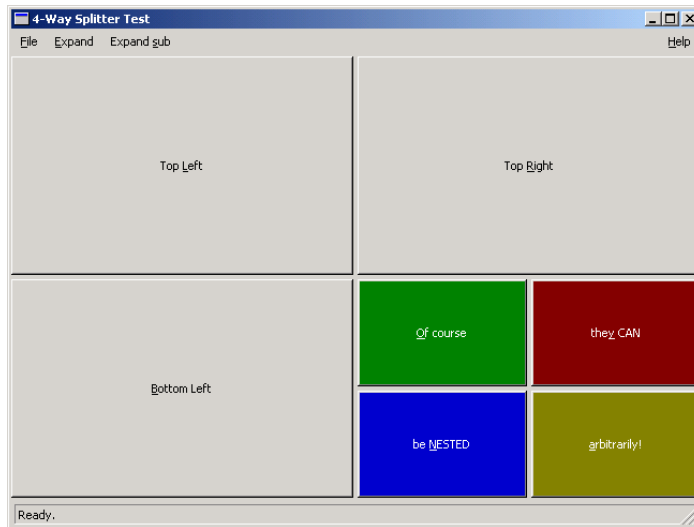 4-Way Splitter Test
File Expand Expand sub Help
Top Left Top Right
Of course they CAN
Bottom Left
be NESTED arbitrarily!
Ready.